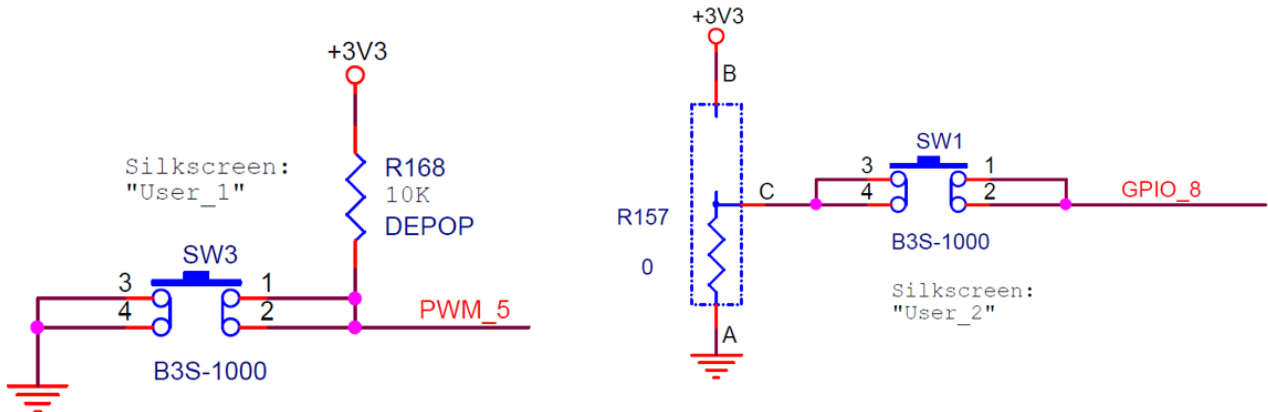 +3V3
Silkscreen:
"User_1"
R168
10K
DEPOP
SW3
3
1
4
2
PWM_5
B3S-1000
+3V3
B
SW1
3
1
4
2
C
GPIO_8
R157
0
B3S-1000
Silkscreen:
"User_2"
A